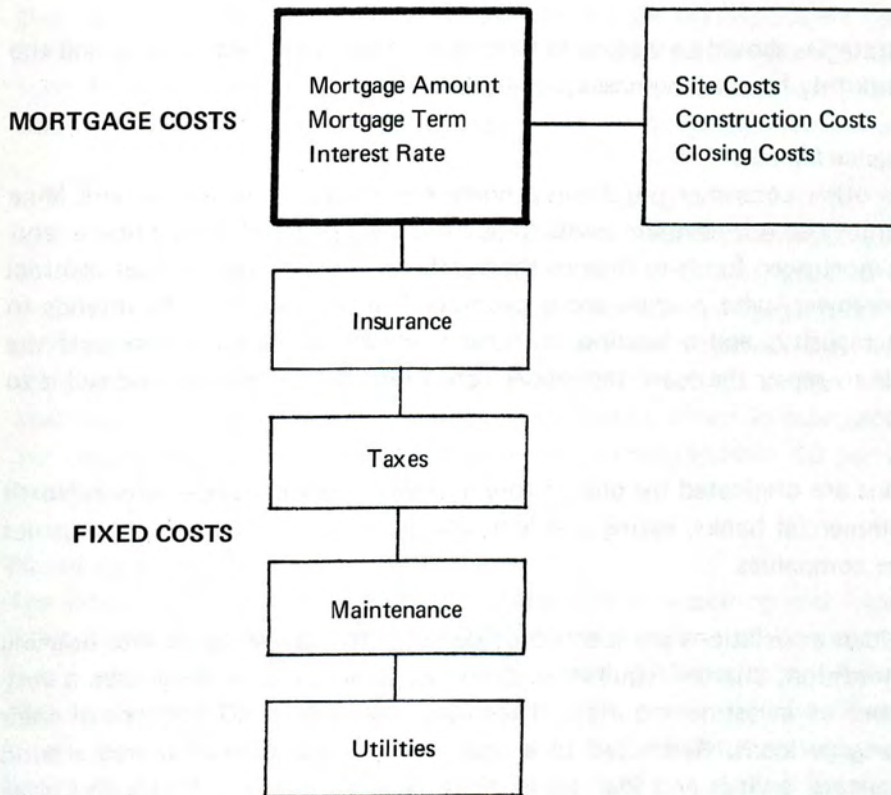 Mortgage Amount
Mortgage Term
Interest Rate
MORTGAGE COSTS
Site Costs
Construction Costs
Closing Costs
Insurance
Taxes
FIXED COSTS
Maintenance
Utilities